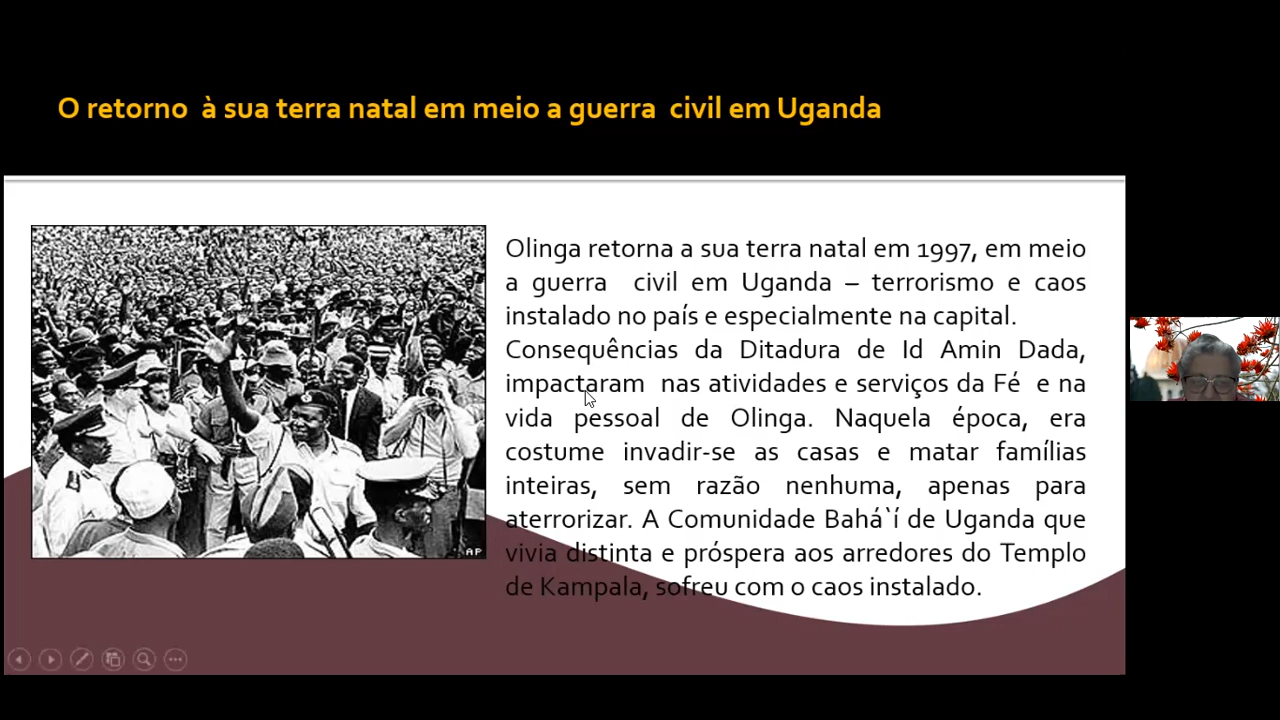 O retorno à sua terra natal em meio a guerra civil em Uganda
Olinga retorna a sua terra natal em 1997, em meio
a guerra civil em Uganda – terrorismo e caos
instalado no país e especialmente na capital.
Consequências da Ditadura de Id Amin Dada,
impactaram nas atividades e serviços da Fé e na
vida pessoal de Olinga. Naquela época, era
costume invadir-se as casas e matar famílias
inteiras, sem razão nenhuma, apenas para
aterrorizar. A Comunidade Bahá`í de Uganda que
vivia distinta e próspera aos arredores do Templo
de Kampala, sofreu com o caos instalado.
AP